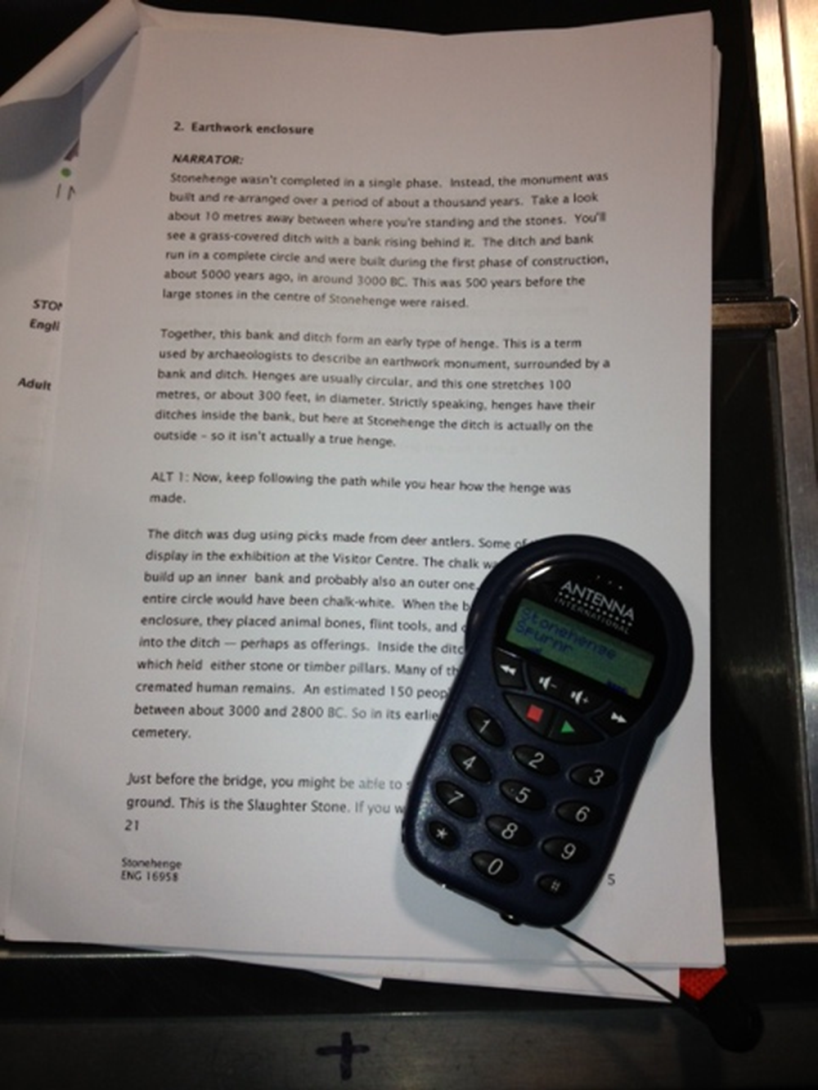 2. Earthwork enclosure
NARRATOR:
Stonehenge wasn't completed in a single phase. Instead, the monument was
built and re-arranged over a period of about a thousand years. Take a look
about 10 metres away between where you're standing and the stones. You'll
see a grass-covered ditch with a bank rising behind it. The ditch and bank
run in a complete circle and were built during the first phase of construction,
about 5000 years ago, in around 3000 BC. This was 500 years before the
large stones in the centre of Stonehenge were raised.
Together, this bank and ditch form an early type of henge. This is a term
used by archaeologists to describe an earthwork monument, surrounded by a
bank and ditch. Henges are usually circular, and this one stretches 100
metres, or about 300 feet, in diameter. Strictly speaking, henges have their
ditches inside the bank, but here at Stonehenge the ditch is actually on the
outside – so it isn't actually a true henge.
ALT 1: Now, keep following the path while you hear how the henge was
made.
The ditch was dug using picks made from deer antlers. Some of
display in the exhibition at the Visitor Centre. The chalk
build up an inner bank and probably also an outer one.
entire circle would have been chalk-white. When the
enclosure, they placed animal bones, flint tools, and
into the ditch — perhaps as offerings. Inside the
which held either stone or timber pillars. Many of
cremated human remains. An estimated 150
between about 3000 and 2800 BC. So in its
cemetery.
Just before the bridge, you might be able to
ground. This is the Slaughter Stone. If you
21
Stonehenge
ENG 16958
5
Adult
ANTENNA
INTERNATIONAL
Stonehenge
1
2
3
4
5
6
7
8
9
*
0
#